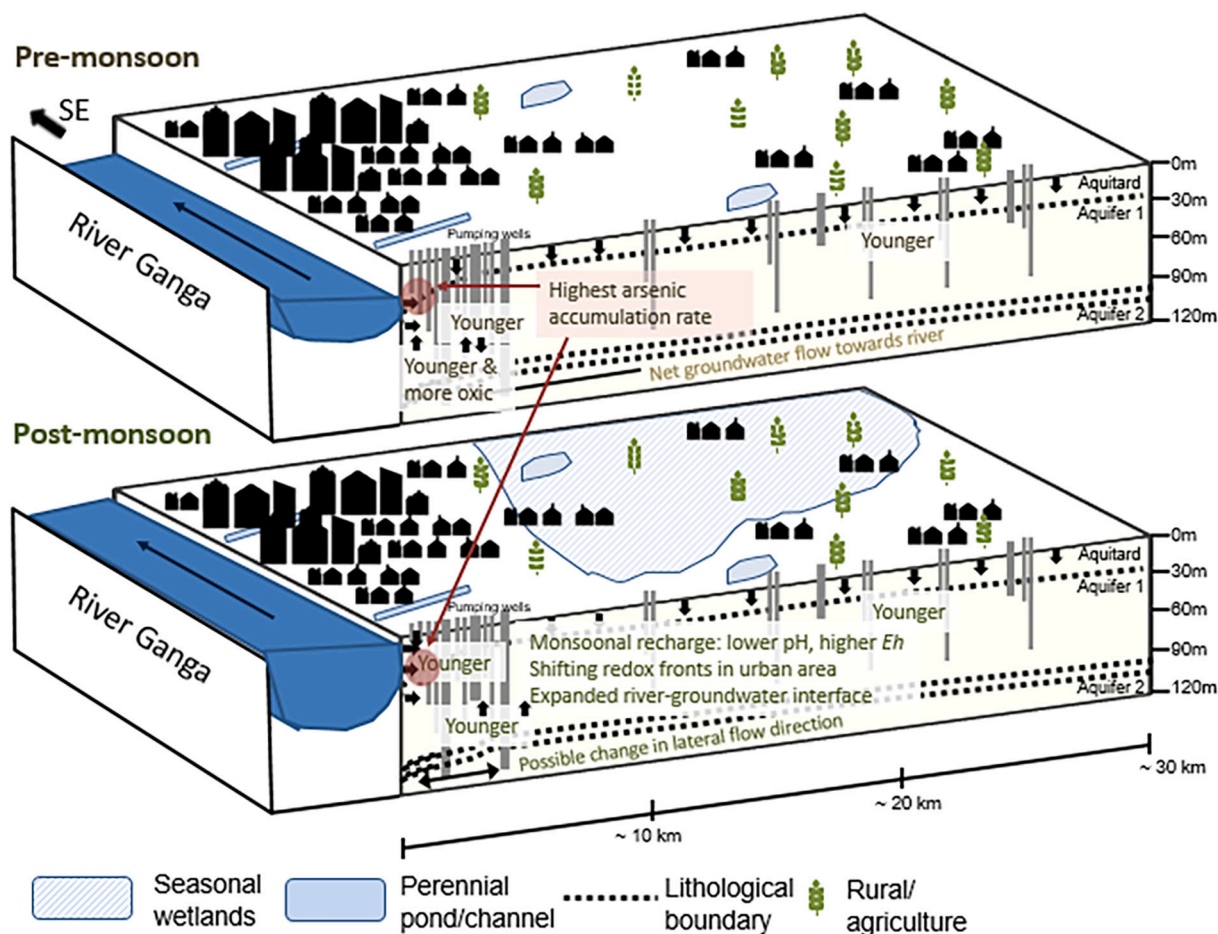 Pre-monsoon
SE
River Ganga
Pumping wells
Highest arsenic
accumulation rate
Younger
Younger &
more oxic
Younger
Net groundwater flow towards river
Aquitard
Aquifer 1
Aquifer 2
0m
30m
60m
90m
120m
Post-monsoon
River Ganga
Pumping wells
Younger
Younger
Monsoonal recharge: lower pH, higher Eh
Shifting redox fronts in urban area
Expanded river-groundwater interface
Possible change in lateral flow direction
Younger
Aquitard
Aquifer 1
Aquifer 2
0m
30m
60m
90m
120m
~ 10 km
~ 20 km
~ 30 km
Seasonal
wetlands
Perennial
pond/channel
Lithological
boundary
Rural/
agriculture